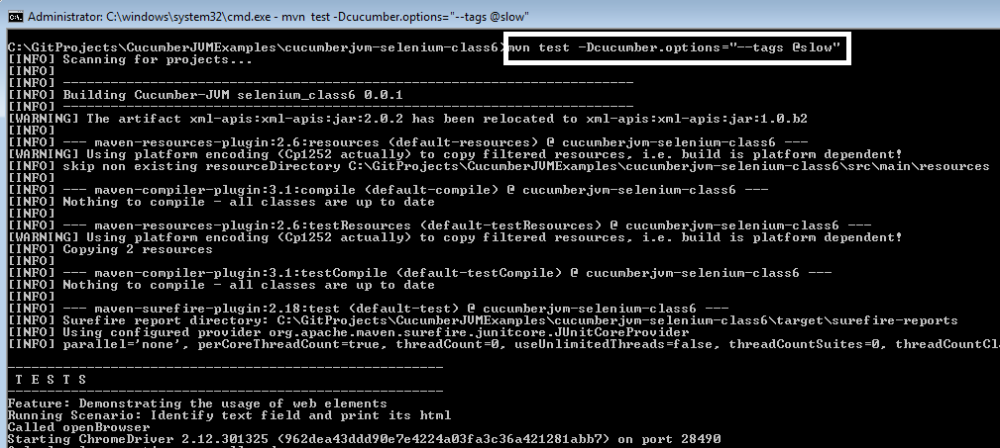 Administrator: C:\windows\system32\cmd.exe - mvn test -Dcucumber.options="--tags @slow"
C:\GitProjects\CucumberJVMExamples\cucumberjvm-selenium-class6>mvn test -Dcucumber.options="--tags @slow"
[INFO] Scanning for projects...
[INFO]
[INFO] ------------------------------------------------------------------------
[INFO] Building Cucumber-JVM selenium_class6 0.0.1
[INFO] ------------------------------------------------------------------------
[WARNING] The artifact xml-apis:xml-apis:jar:2.0.2 has been relocated to xml-apis:xml-apis:jar:1.0.b2
[INFO]
[INFO] --- maven-resources-plugin:2.6:resources (default-resources) @ cucumberjvm-selenium-class6 ---
[WARNING] Using platform encoding (Cp1252 actually) to copy filtered resources, i.e. build is platform dependent!
[INFO] skip non existing resourceDirectory C:\GitProjects\CucumberJVMExamples\cucumberjvm-selenium-class6\src\main\resources
[INFO]
[INFO] --- maven-compiler-plugin:3.1:compile (default-compile) @ cucumberjvm-selenium-class6 ---
[INFO] Nothing to compile - all classes are up to date
[INFO]
[INFO] --- maven-resources-plugin:2.6:testResources (default-testResources) @ cucumberjvm-selenium-class6 ---
[WARNING] Using platform encoding (Cp1252 actually) to copy filtered resources, i.e. build is platform dependent!
[INFO] Copying 2 resources
[INFO]
[INFO] --- maven-compiler-plugin:3.1:testCompile (default-testCompile) @ cucumberjvm-selenium-class6 ---
[INFO] Nothing to compile - all classes are up to date
[INFO]
[INFO] --- maven-surefire-plugin:2.18:test (default-test) @ cucumberjvm-selenium-class6 ---
[INFO] Surefire report directory: C:\GitProjects\CucumberJVMExamples\cucumberjvm-selenium-class6\target\surefire-reports
[INFO] Using configured provider org.apache.maven.surefire.junitcore.JUnitCoreProvider
[INFO] parallel='none', perCoreThreadCount=true, threadCount=0, useUnlimitedThreads=false, threadCountSuites=0, threadCountCl
-------------------------------------------------------
T E S T S
-------------------------------------------------------
Feature: Demonstrating the usage of web elements
Running Scenario: Identify text field and print its html
Called openBrowser
Starting ChromeDriver 2.12.301325 (962dea43ddd90e7e4224a03fa3c36a421281abb7) on port 28490